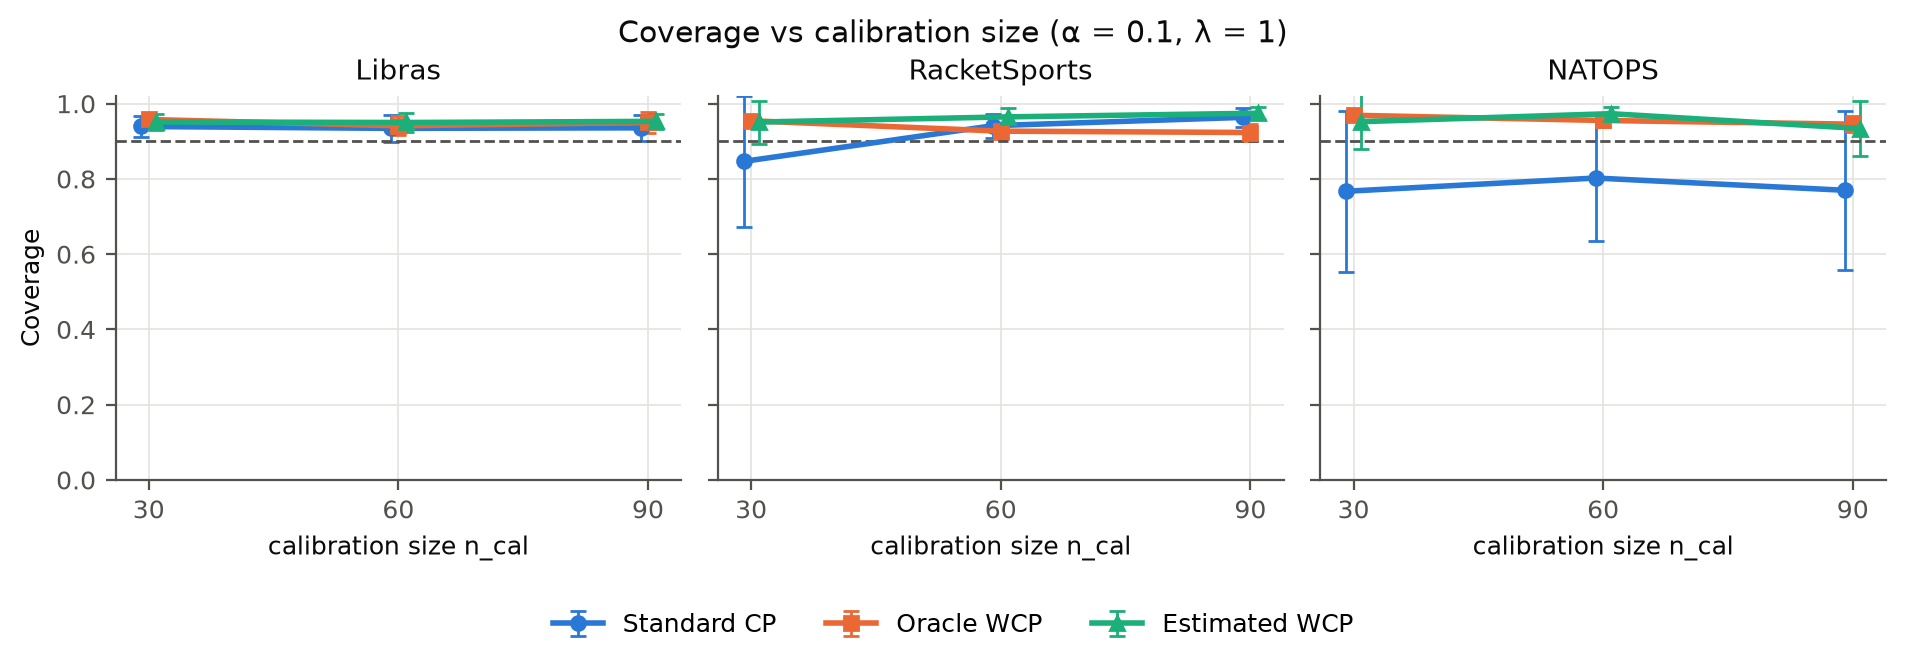 Coverage vs calibration size (α = 0.1, λ = 1)
Libras
RacketSports
NATOPS
Coverage
1.0
0.8
0.6
0.4
0.2
0.0
30 60 90
30 60 90
30 60 90
calibration size n_cal
calibration size n_cal
calibration size n_cal
Standard CP
Oracle WCP
Estimated WCP